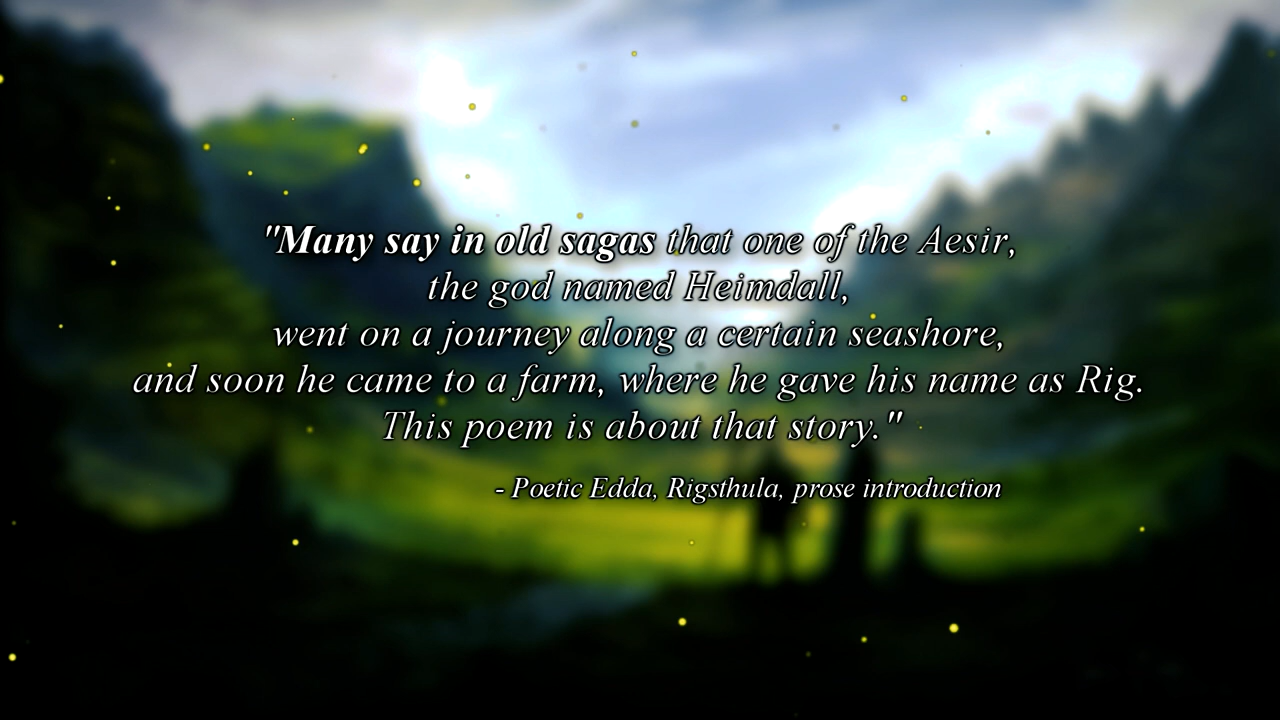 "Many say in old sagas that one of the Aesir,
the god named Heimdall,
went on a journey along a certain seashore,
and soon he came to a farm, where he gave his name as Rig.
This poem is about that story."
- Poetic Edda, Rigsthula, prose introduction